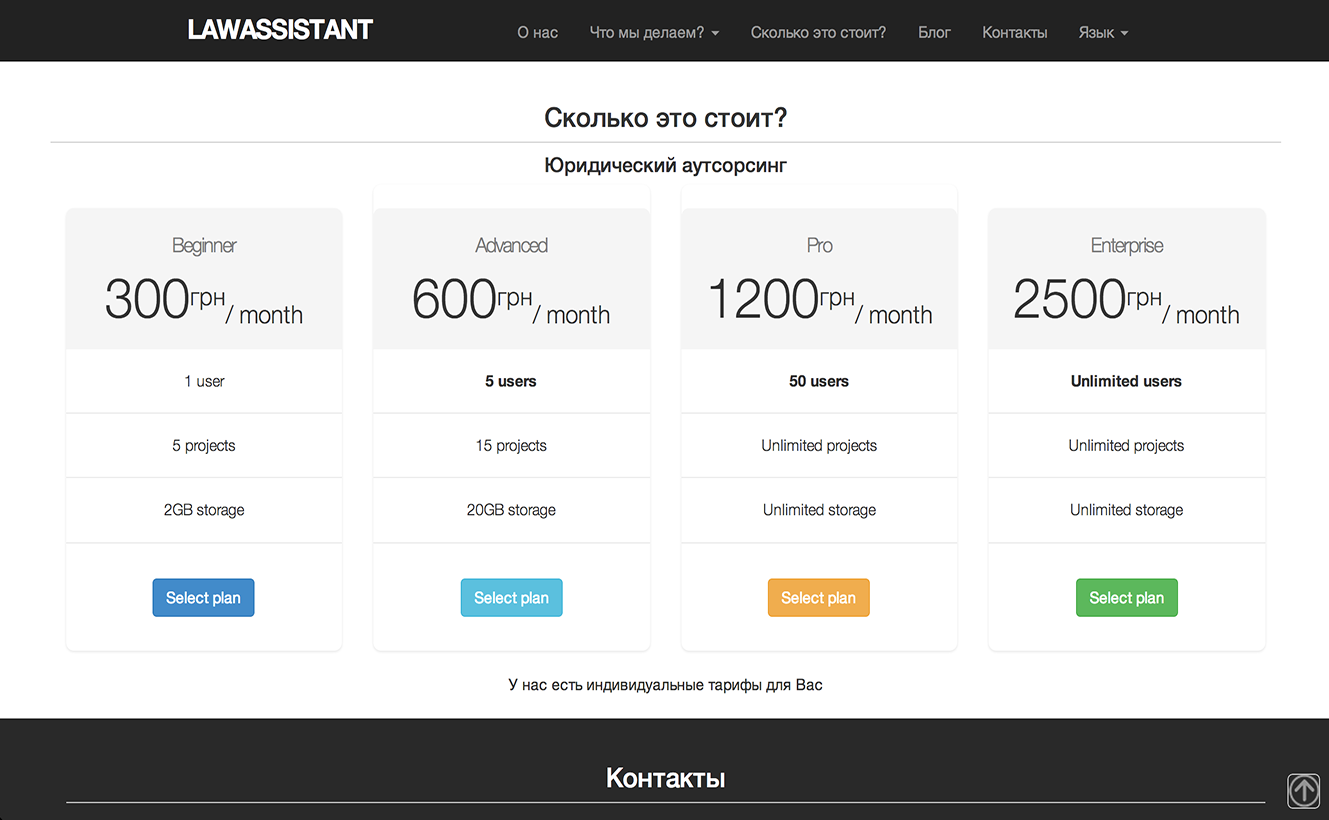 LAWASSISTANT
О нас Что мы делаем? Сколько это стоит? Блог Контакты Язык
Сколько это стоит?
Юридический аутсорсинг
Beginner
300грн/ month
1 user
5 projects
2GB storage
Select plan
Advanced
600грн/ month
5 users
15 projects
20GB storage
Select plan
Pro
1200грн/ month
50 users
Unlimited projects
Unlimited storage
Select plan
Enterprise
2500грн/ month
Unlimited users
Unlimited projects
Unlimited storage
Select plan
У нас есть индивидуальные тарифы для Вас
Контакты